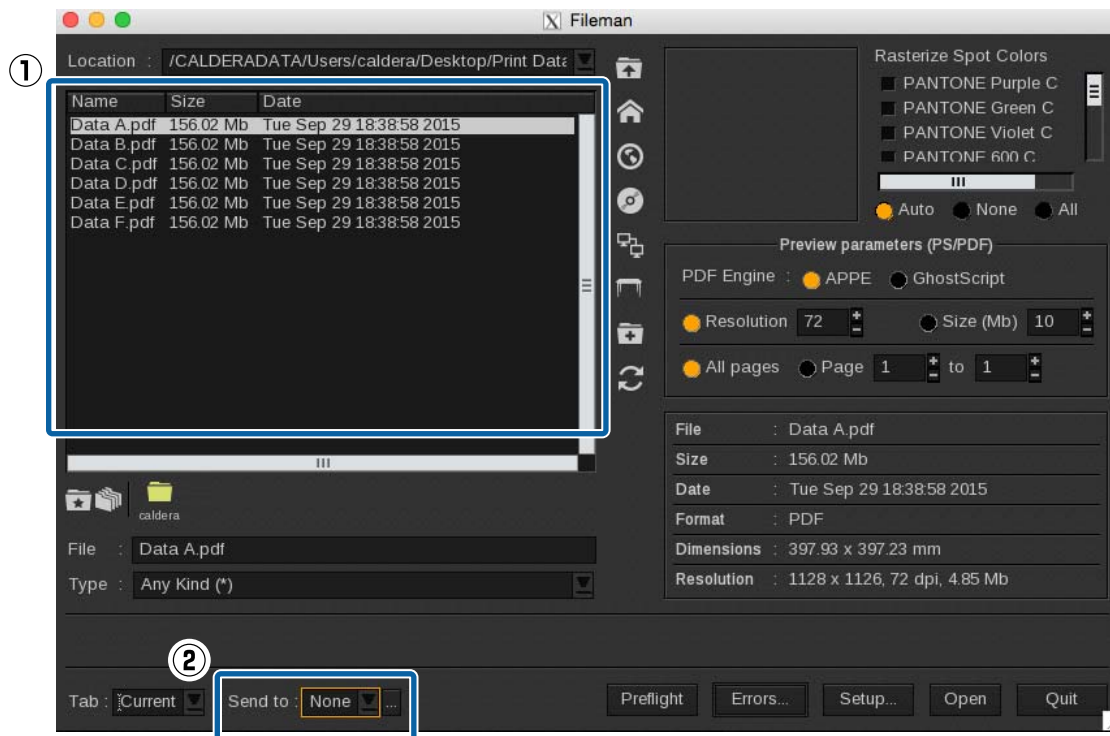 Fileman
①
Location : /CALDERADATA/Users/caldera/Desktop/Print Data
Name Size Date
Data A.pdf 156.02 Mb Tue Sep 29 18:38:58 2015
Data B.pdf 156.02 Mb Tue Sep 29 18:38:58 2015
Data C.pdf 156.02 Mb Tue Sep 29 18:38:58 2015
Data D.pdf 156.02 Mb Tue Sep 29 18:38:58 2015
Data E.pdf 156.02 Mb Tue Sep 29 18:38:58 2015
Data F.pdf 156.02 Mb Tue Sep 29 18:38:58 2015
caldera
File : Data A.pdf
Type : Any Kind (*)
Rasterize Spot Colors
PANTONE Purple C
PANTONE Green C
PANTONE Violet C
PANTONE 600 C
Auto None All
Preview parameters (PS/PDF)
PDF Engine : APPE GhostScript
Resolution 72 Size (Mb) 10
All pages Page 1 to 1
File : Data A.pdf
Size : 156.02 Mb
Date : Tue Sep 29 18:38:58 2015
Format : PDF
Dimensions : 397.93 x 397.23 mm
Resolution : 1128 x 1126, 72 dpi, 4.85 Mb
②
Tab : Current Send to : None ... Preflight Errors... Setup... Open Quit